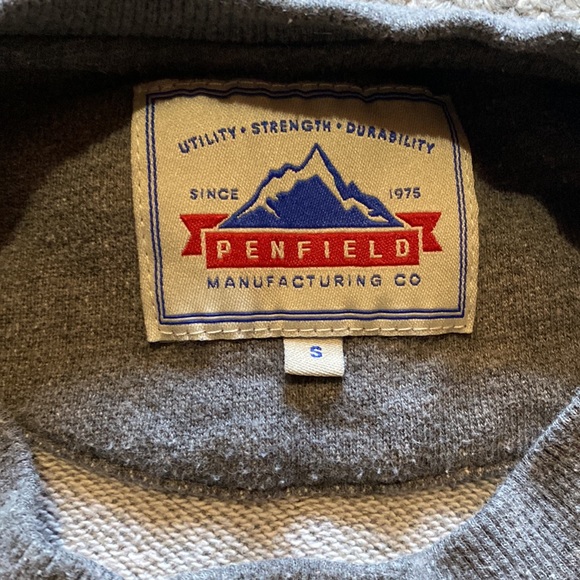 UTILITY • STRENGTH • DURABILITY
SINCE 1975
PENFIELD
MANUFACTURING CO
S